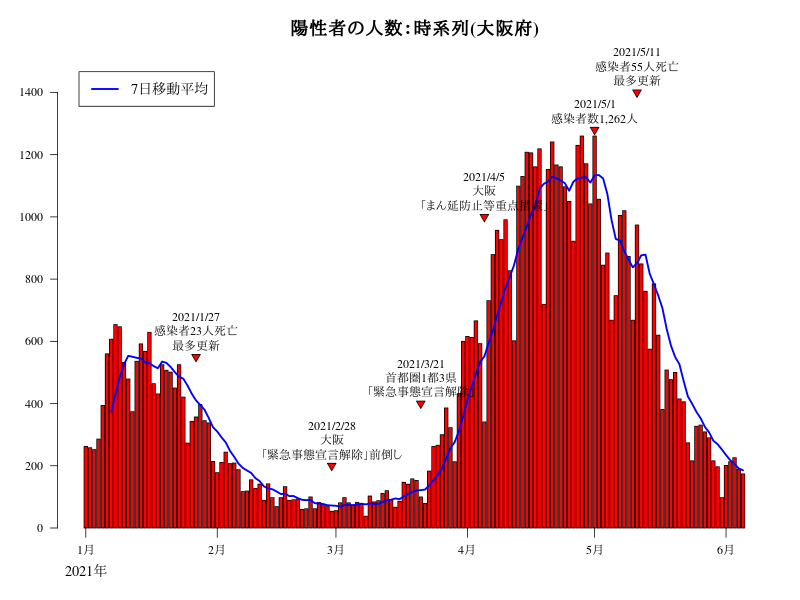 陽性者の人数:時系列(大阪府)
7日移動平均
2021/5/11
感染者55人死亡
最多更新
2021/5/1
感染者数1,262人
2021/4/5
大阪
「まん延防止等重点措置」
2021/1/27
感染者23人死亡
最多更新
2021/3/21
首都圏1都3県
「緊急事態宣言解除」
2021/2/28
大阪
「緊急事態宣言解除」前倒し
1400
1200
1000
800
600
400
200
0
1月
2月
3月
4月
5月
6月
2021年